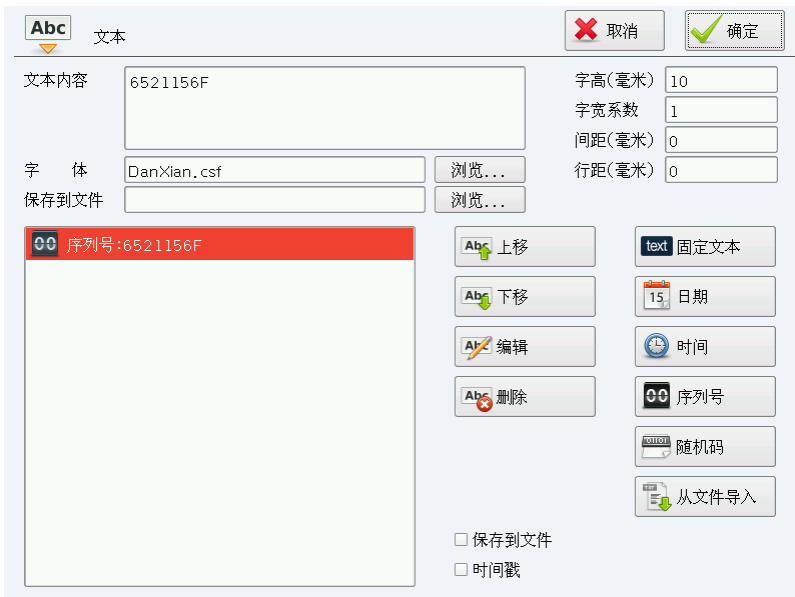 Abc 文本 取消 确定
文本内容 6521156F 字高(毫米) 10
字宽系数 1
间距(毫米) 0
字 体 DanXian.csf 浏览... 行距(毫米) 0
保存到文件 浏览...
00 序列号:6521156F Abc 上移 text 固定文本
Abc 下移 15 日期
Abc 编辑 时间
Abc 删除 00 序列号
随机码
从文件导入
保存到文件
时间戳